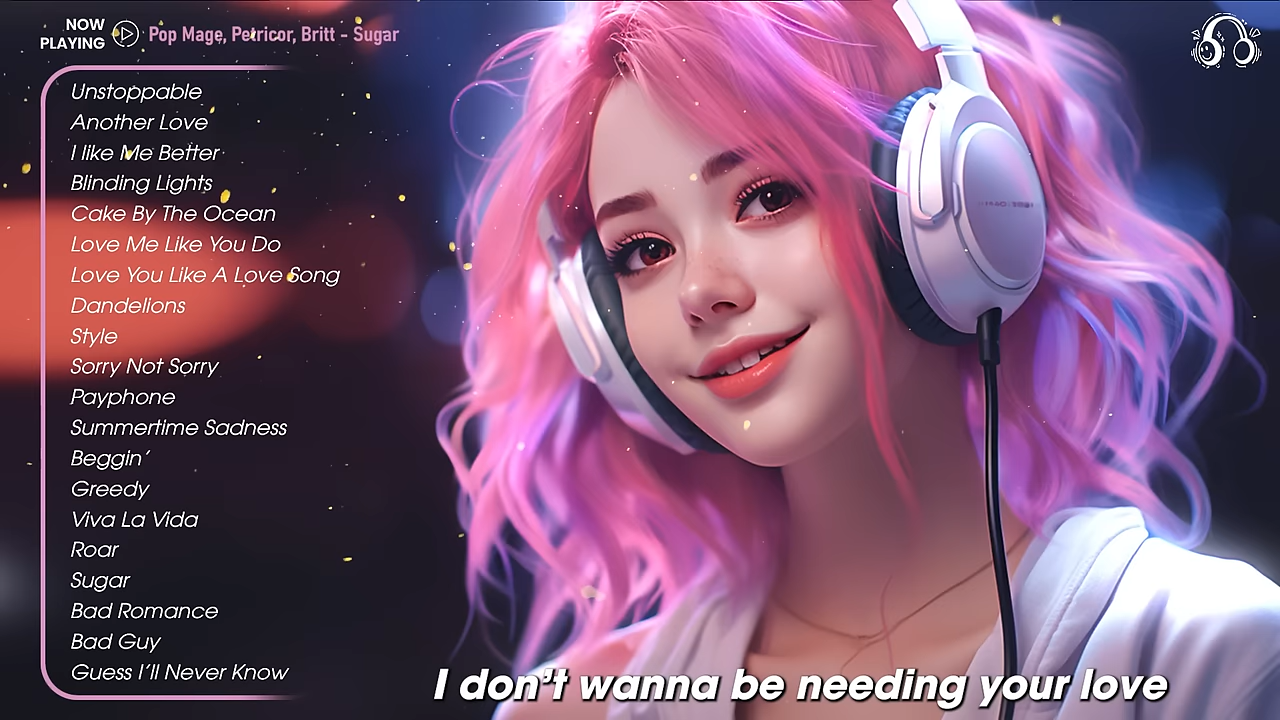 NOW
PLAYING
Pop Mage, Petricor, Britt - Sugar
Unstoppable
Another Love
I like Me Better
Blinding Lights
Cake By The Ocean
Love Me Like You Do
Love You Like A Love Song
Dandelions
Style
Sorry Not Sorry
Payphone
Summertime Sadness
Beggin’
Greedy
Viva La Vida
Roar
Sugar
Bad Romance
Bad Guy
Guess I’ll Never Know
I don’t wanna be needing your love